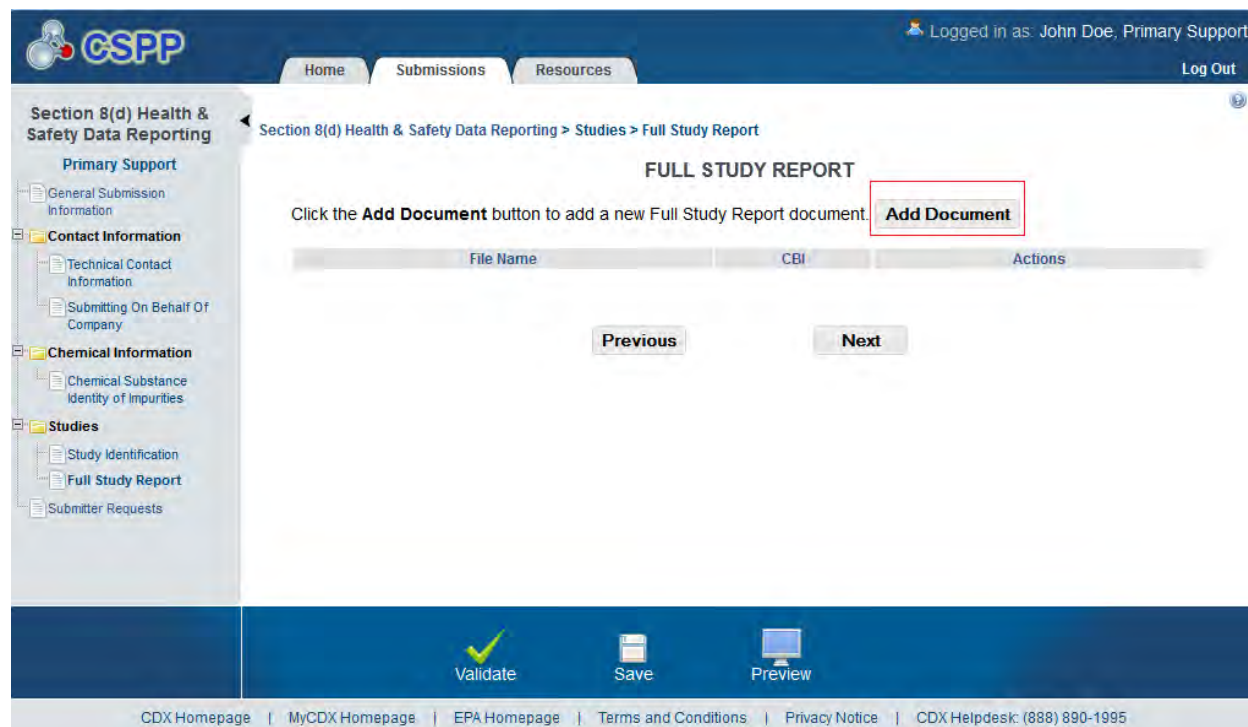 CSPP
Logged in as: John Doe, Primary Support
Home
Submissions
Resources
Log Out
Section 8(d) Health &
Safety Data Reporting
Primary Support
General Submission
Information
Contact Information
Technical Contact
Information
Submitting On Behalf Of
Company
Chemical Information
Chemical Substance
Identity of Impurities
Studies
Study Identification
Full Study Report
Submitter Requests
Section 8(d) Health & Safety Data Reporting > Studies > Full Study Report
FULL STUDY REPORT
Click the Add Document button to add a new Full Study Report document. Add Document
File Name CBI Actions
Previous Next
Validate Save Preview
CDX Homepage | MyCDX Homepage | EPA Homepage | Terms and Conditions | Privacy Notice | CDX Helpdesk: (888) 890-1995